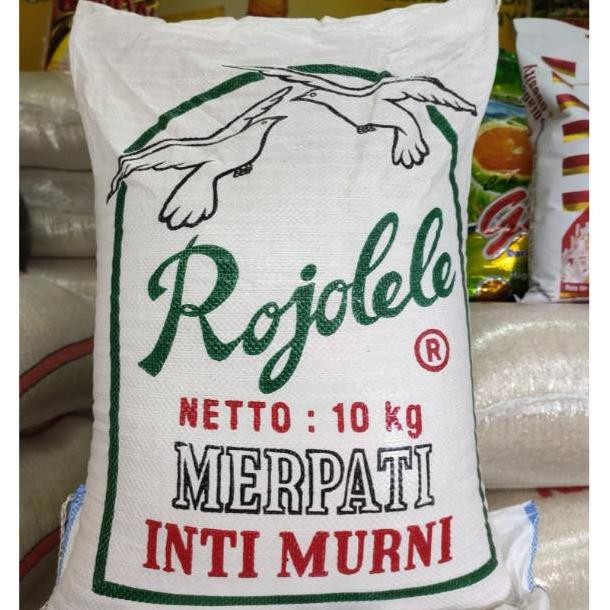 Rojolele
®
NETTO : 10 kg
MERPATI
INTI MURNI